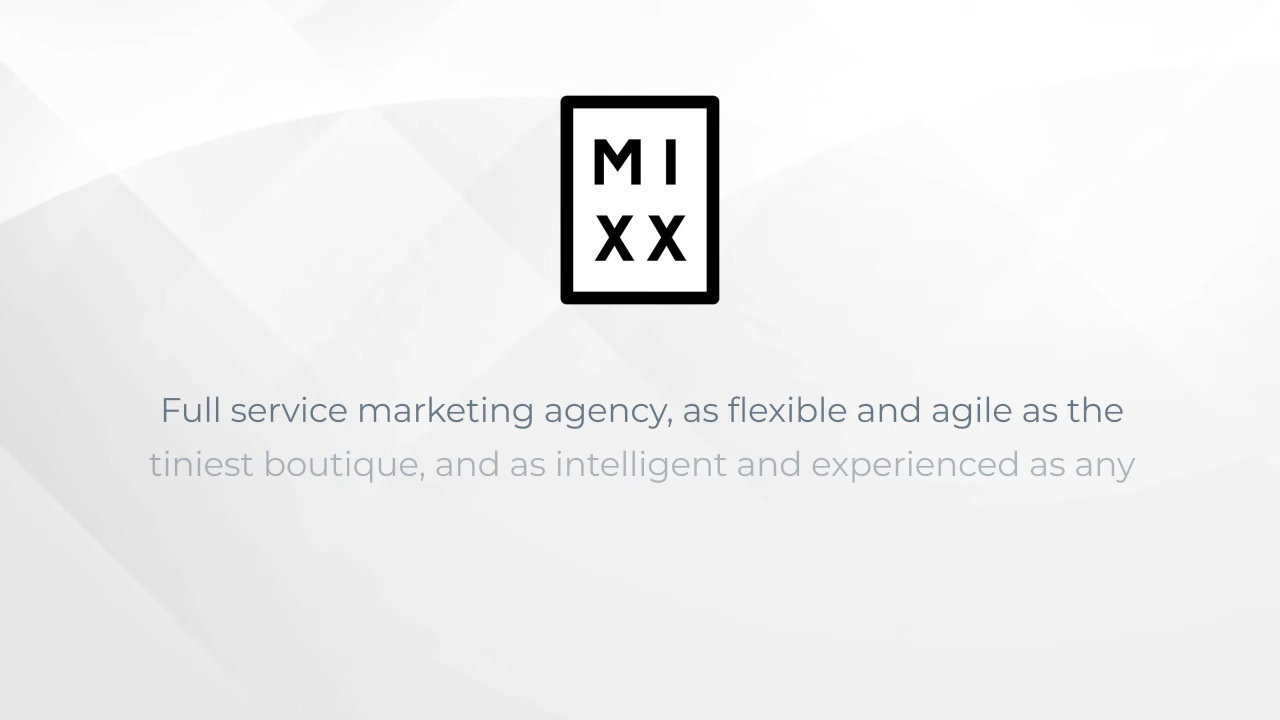 MI
XX
Full service marketing agency, as flexible and agile as the
tiniest boutique, and as intelligent and experienced as any